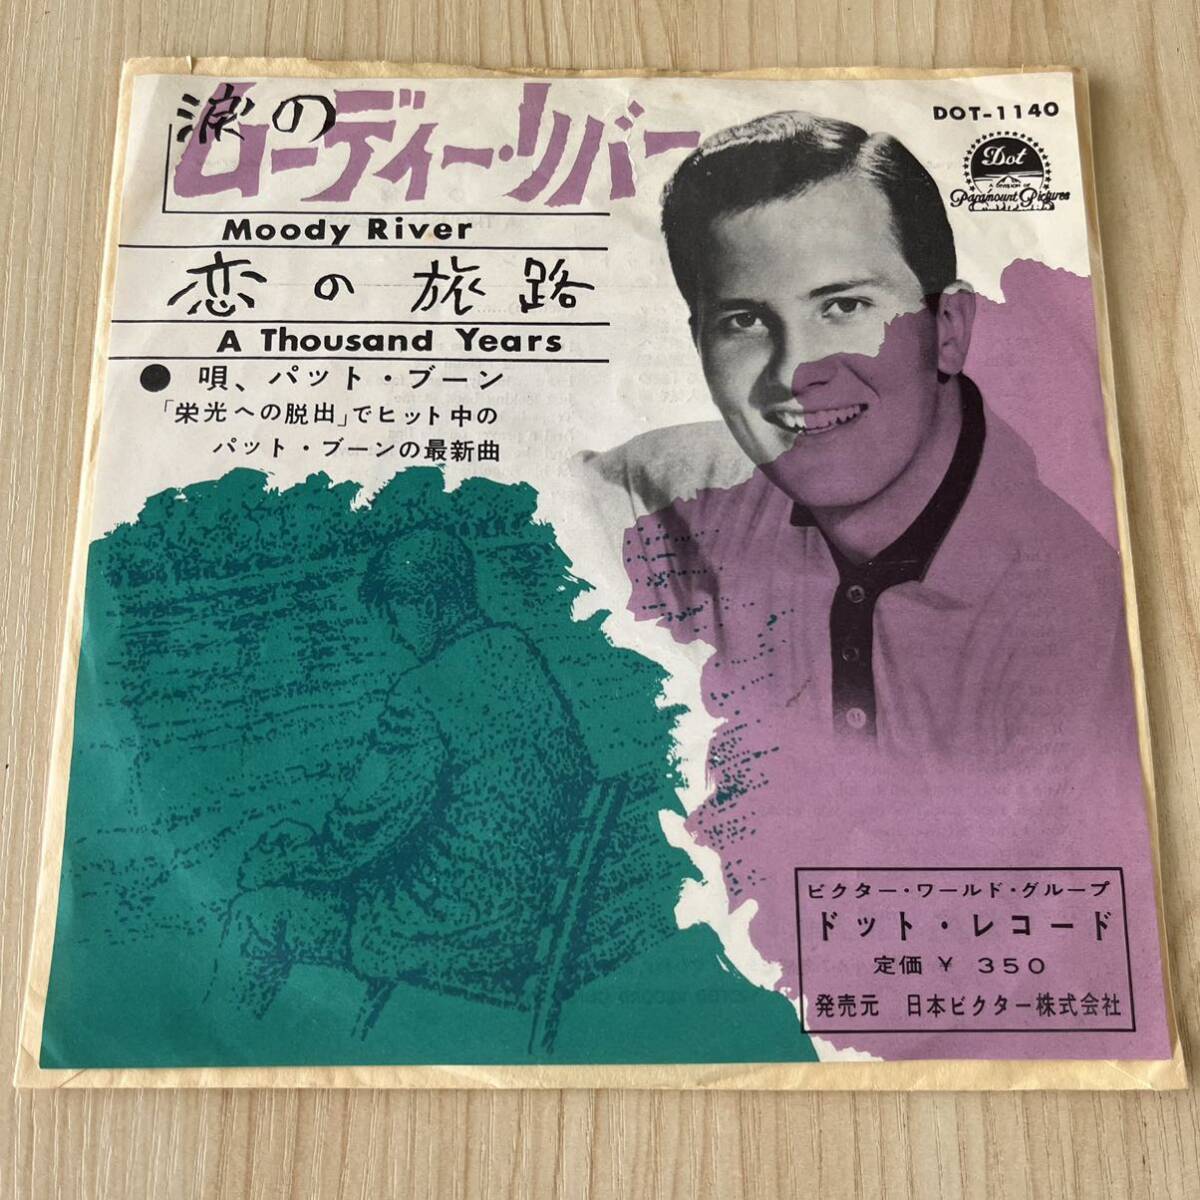 涙の
ムーディー・リバー
DOT-1140
Dot
A DIVISION OF
Paramount Pictures
Moody River
恋の旅路
A Thousand Years
● 唄、パット・ブーン
「栄光への脱出」でヒット中の
パット・ブーンの最新曲
ビクター・ワールド・グループ
ドット・レコード
定価 ¥ 350
発売元 日本ビクター株式会社